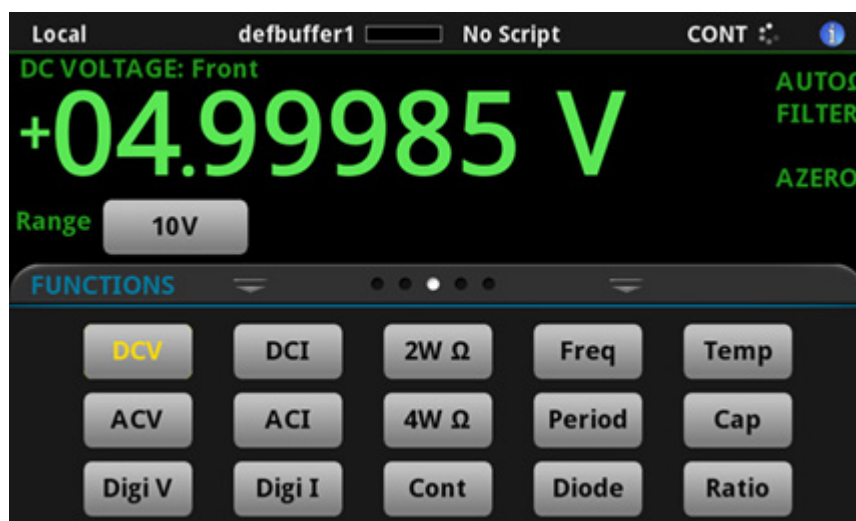 Local defbuffer1 No Script CONT
DC VOLTAGE: Front
+04.99985 V
AUTOΩ
FILTER
AZERO
Range 10V
FUNCTIONS
DCV DCI 2W Ω Freq Temp
ACV ACI 4W Ω Period Cap
Digi V Digi I Cont Diode Ratio